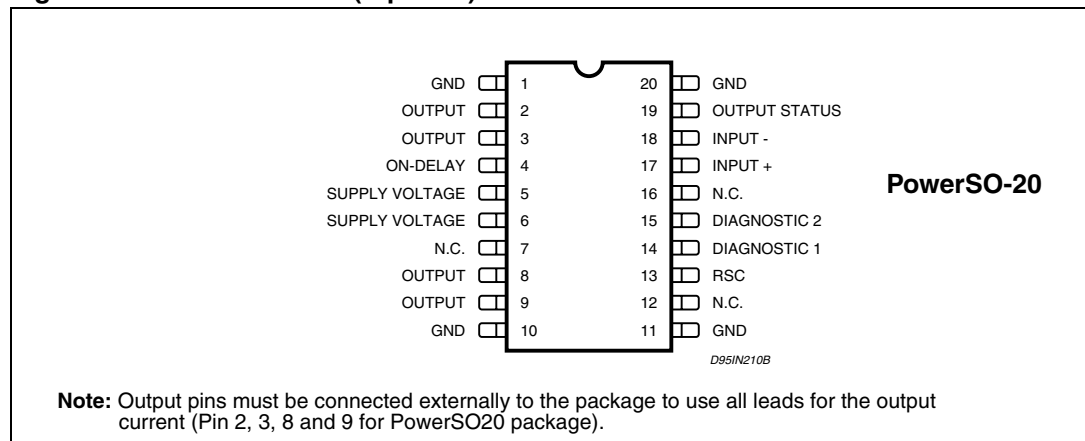 GND 1 20 GND
OUTPUT 2 19 OUTPUT STATUS
OUTPUT 3 18 INPUT -
ON-DELAY 4 17 INPUT +
SUPPLY VOLTAGE 5 16 N.C.
SUPPLY VOLTAGE 6 15 DIAGNOSTIC 2
N.C. 7 14 DIAGNOSTIC 1
OUTPUT 8 13 RSC
OUTPUT 9 12 N.C.
GND 10 11 GND
PowerSO-20
D95IN210B
Note: Output pins must be connected externally to the package to use all leads for the output
current (Pin 2, 3, 8 and 9 for PowerSO20 package).